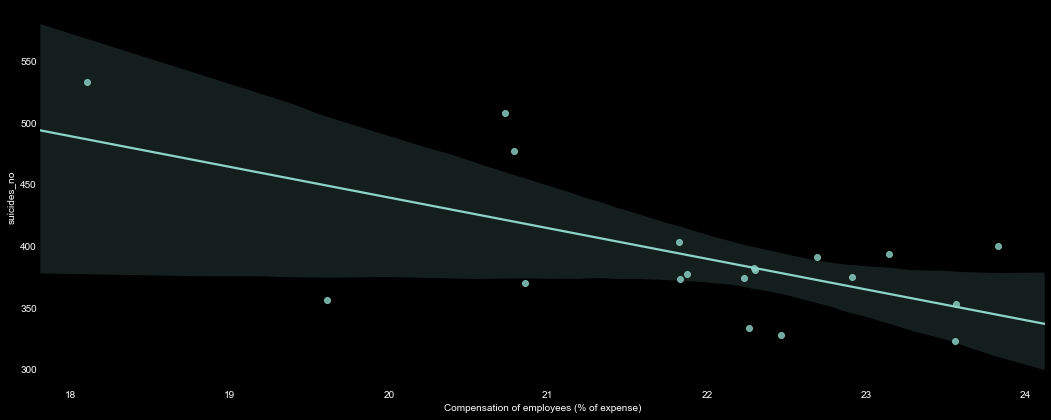 550
500
450
400
350
300
suicides_no
18 19 20 21 22 23 24
Compensation of employees (% of expense)